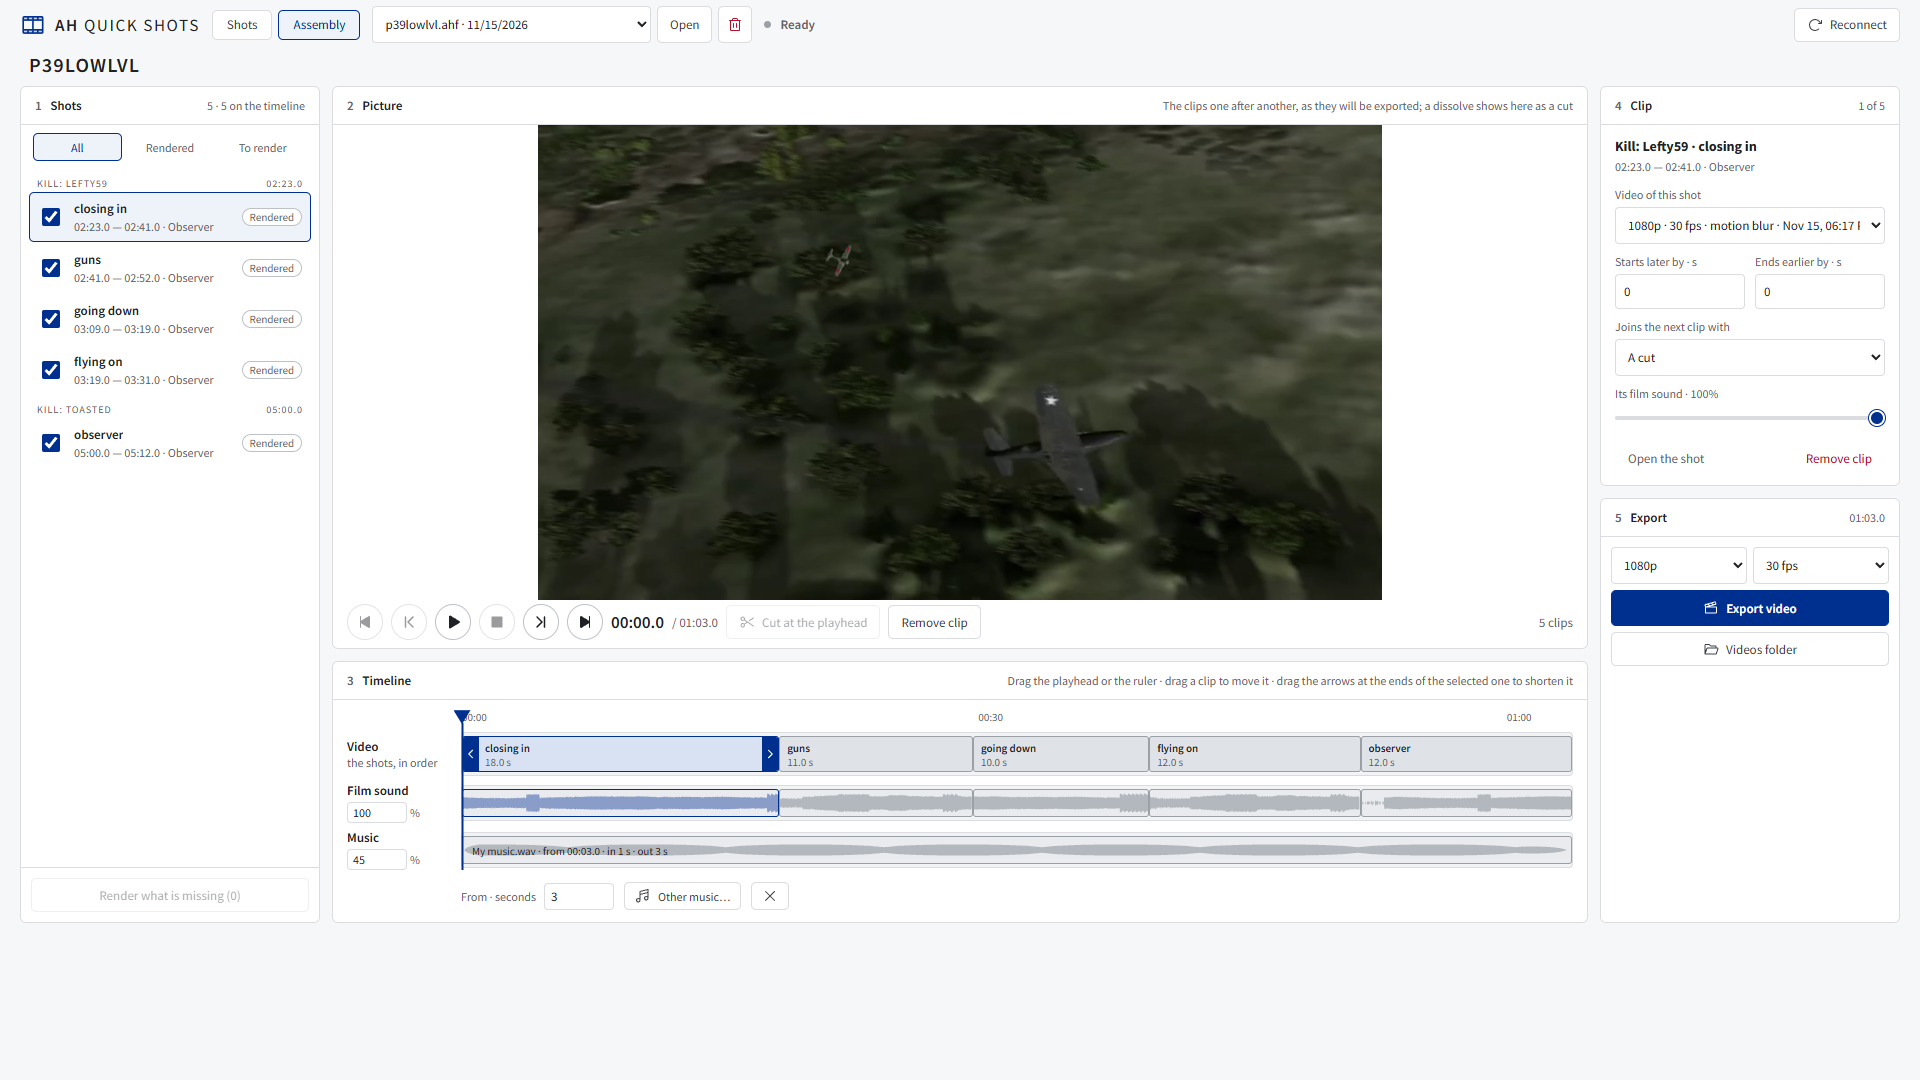 AH QUICK SHOTS
Shots
Assembly
p39lowlvl.ahf · 11/15/2026
Open
Ready
Reconnect
P39LOWLVL
1 Shots
5 · 5 on the timeline
All
Rendered
To render
KILL: LEFTY59
02:23.0
closing in
02:23.0 — 02:41.0 · Observer
Rendered
guns
02:41.0 — 02:52.0 · Observer
Rendered
going down
03:09.0 — 03:19.0 · Observer
Rendered
flying on
03:19.0 — 03:31.0 · Observer
Rendered
KILL: TOASTED
05:00.0
observer
05:00.0 — 05:12.0 · Observer
Rendered
Render what is missing (0)
2 Picture
The clips one after another, as they will be exported; a dissolve shows here as a cut
00:00.0 / 01:03.0
Cut at the playhead
Remove clip
5 clips
3 Timeline
Drag the playhead or the ruler · drag a clip to move it · drag the arrows at the ends of the selected one to shorten it
00:00
00:30
01:00
Video
the shots, in order
closing in
18.0 s
guns
11.0 s
going down
10.0 s
flying on
12.0 s
observer
12.0 s
Film sound
100 %
Music
45 %
My music.wav · from 00:03.0 · in 1 s · out 3 s
From · seconds
3
Other music...
4 Clip
1 of 5
Kill: Lefty59 · closing in
02:23.0 — 02:41.0 · Observer
Video of this shot
1080p · 30 fps · motion blur · Nov 15, 06:17
Starts later by · s
Ends earlier by · s
0
0
Joins the next clip with
A cut
Its film sound · 100%
Open the shot
Remove clip
5 Export
01:03.0
1080p
30 fps
Export video
Videos folder